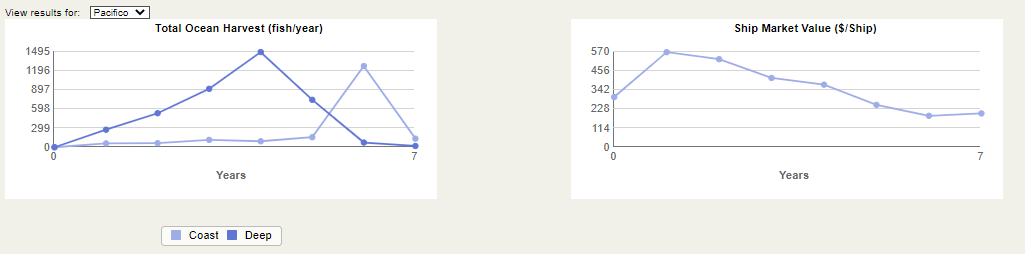 View results for: Pacifico
Total Ocean Harvest (fish/year)
1495
1196
897
598
299
0
0 7
Years
Coast Deep
Ship Market Value ($/Ship)
570
456
342
228
114
0
0 7
Years